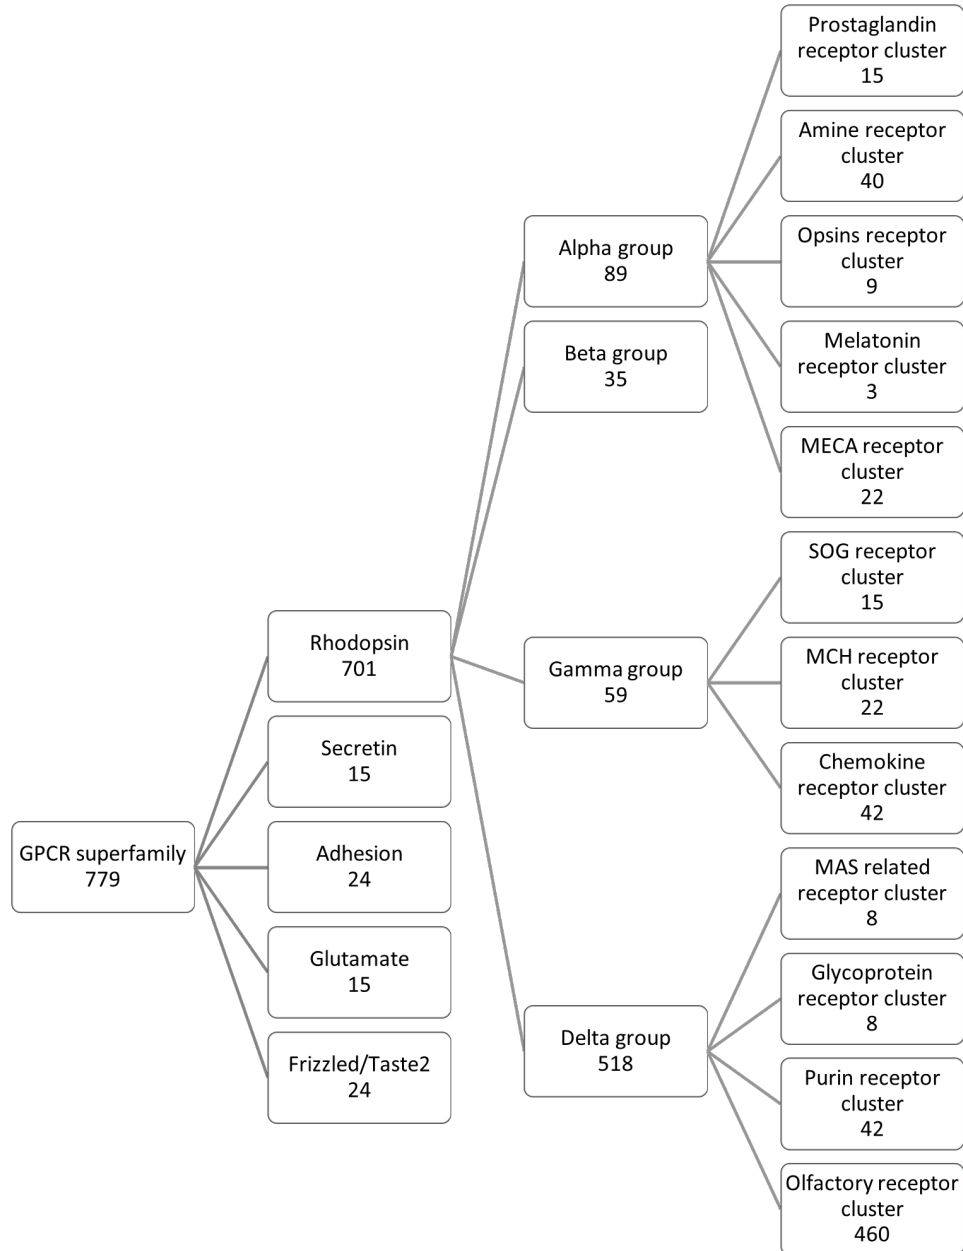 GPCR superfamily
779
Rhodopsin
701
Secretin
15
Adhesion
24
Glutamate
15
Frizzled/Taste2
24
Alpha group
89
Beta group
35
Gamma group
59
Delta group
518
Prostaglandin
receptor cluster
15
Amine receptor
cluster
40
Opsins receptor
cluster
9
Melatonin
receptor cluster
3
MECA receptor
cluster
22
SOG receptor
cluster
15
MCH receptor
cluster
22
Chemokine
receptor cluster
42
MAS related
receptor cluster
8
Glycoprotein
receptor cluster
8
Purin receptor
cluster
42
Olfactory receptor
cluster
460